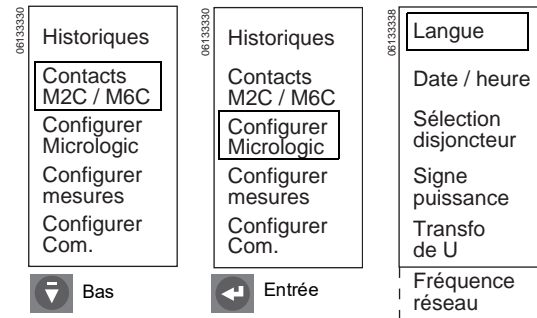 06133330
Historiques
Contacts
M2C / M6C
Configurer
Micrologic
Configurer
mesures
Configurer
Com.
Bas
06133330
Historiques
Contacts
M2C / M6C
Configurer
Micrologic
Configurer
mesures
Configurer
Com.
Entrée
06133338
Langue
Date / heure
Sélection
disjoncteur
Signe
puissance
Transfo
de U
Fréquence
réseau